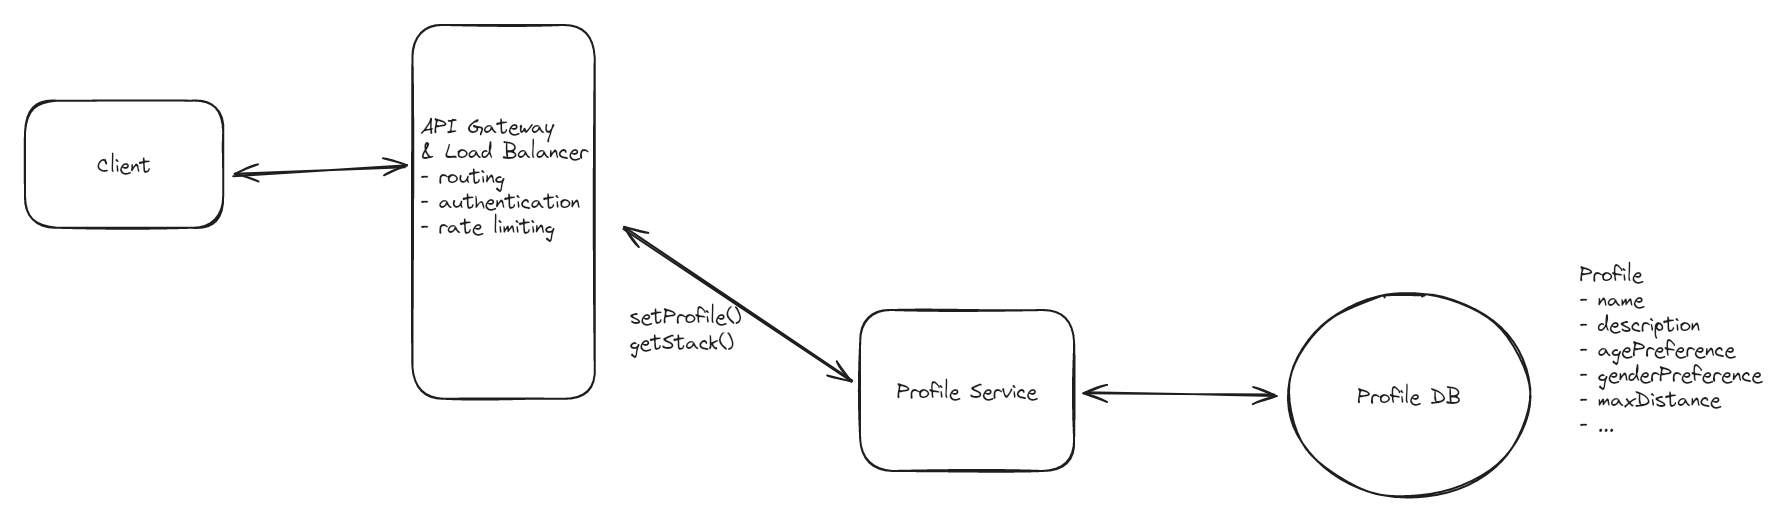 Client
API Gateway
& Load Balancer
- routing
- authentication
- rate limiting
setProfile()
getStack()
Profile Service
Profile DB
Profile
- name
- description
- agePreference
- genderPreference
- maxDistance
- ...